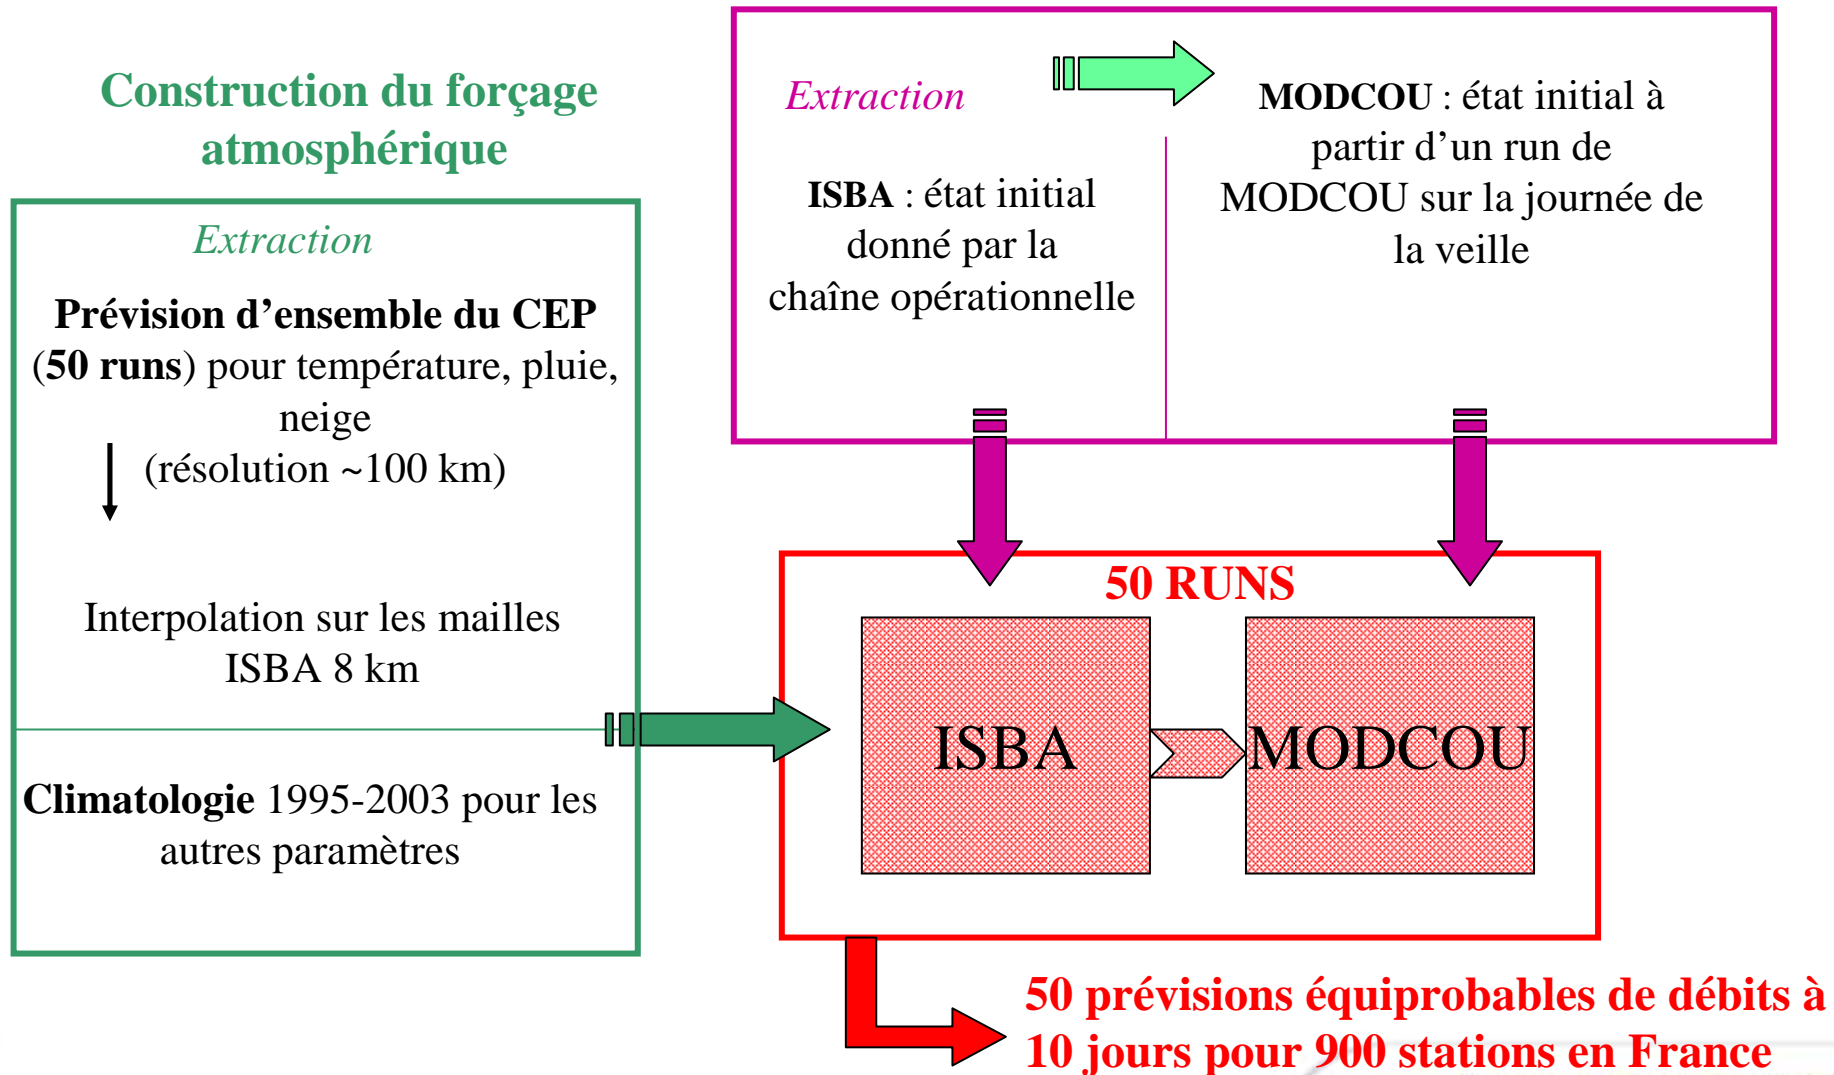 Construction du forçage
atmosphérique
Extraction
Prévision d’ensemble du CEP
(50 runs) pour température, pluie,
neige
(résolution ~100 km)
Interpolation sur les mailles
ISBA 8 km
Climatologie 1995-2003 pour les
autres paramètres
Extraction
ISBA : état initial
donné par la
chaîne opérationnelle
MODCOU : état initial à
partir d’un run de
MODCOU sur la journée de
la veille
50 RUNS
ISBA
MODCOU
50 prévisions équiprobables de débits à
10 jours pour 900 stations en France